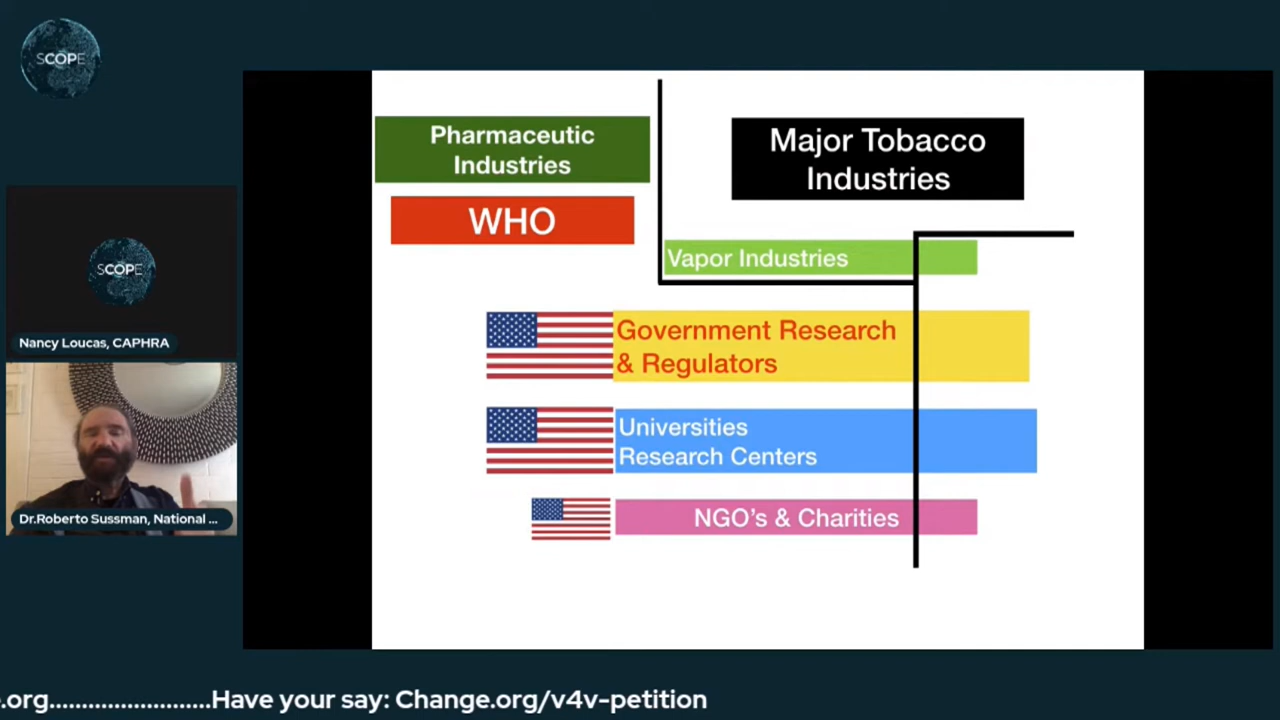 SCOPE
Pharmaceutic
Industries
Major Tobacco
Industries
WHO
Vapor Industries
SCOPE
Nancy Loucas, CAPHRA
Government Research
& Regulators
Universities
Research Centers
Dr.Roberto Sussman, National ...
NGO's & Charities
.org.........................Have your say: Change.org/v4v-petition